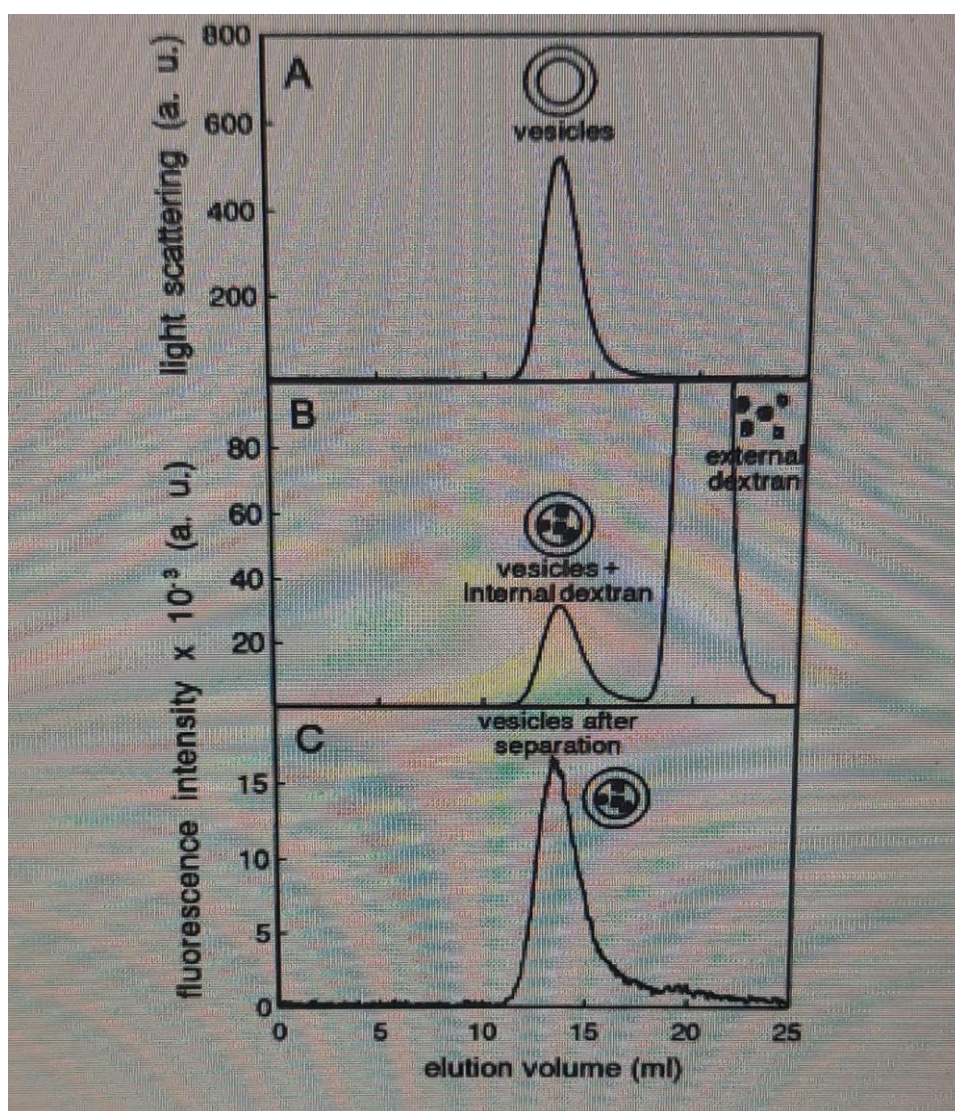 light scattering (a. u.)
800
600
400
200
A
vesicles
fluorescence intensity x 10⁻³ (a. u.)
B
80
60
40
20
external
dextran
vesicles +
internal dextran
C
vesicles after
separation
15
10
5
0
0 5 10 15 20 25
elution volume (ml)